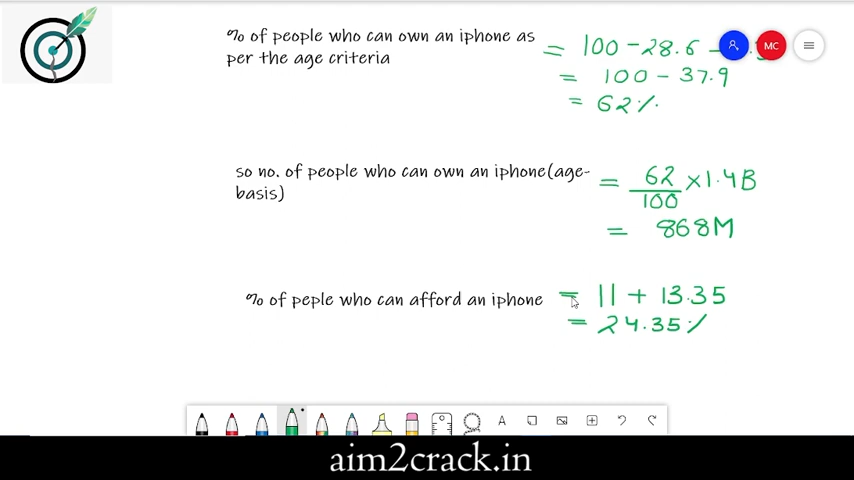 % of people who can own an iphone as = 100 - 28.6 -
per the age criteria = 100 - 37.9
= 62%
so no. of people who can own an iphone(age- = 62/100 × 1.4B
basis)
= 868M
% of peple who can afford an iphone = 11 + 13.35
= 24.35%
MC
A
aim2crack.in